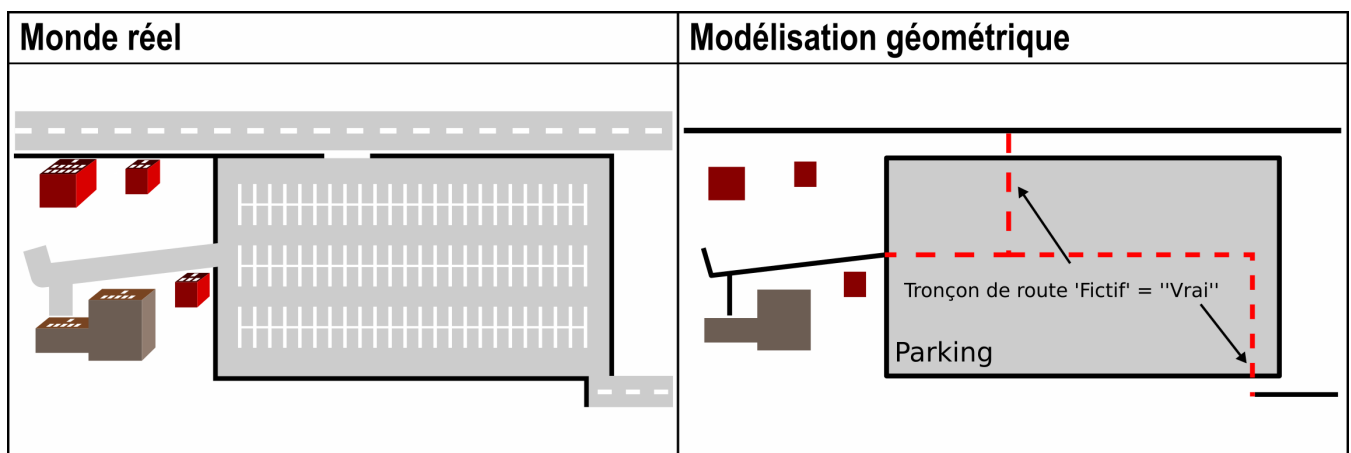 Monde réel
Modélisation géométrique
Tronçon de route 'Fictif' = ''Vrai''
Parking